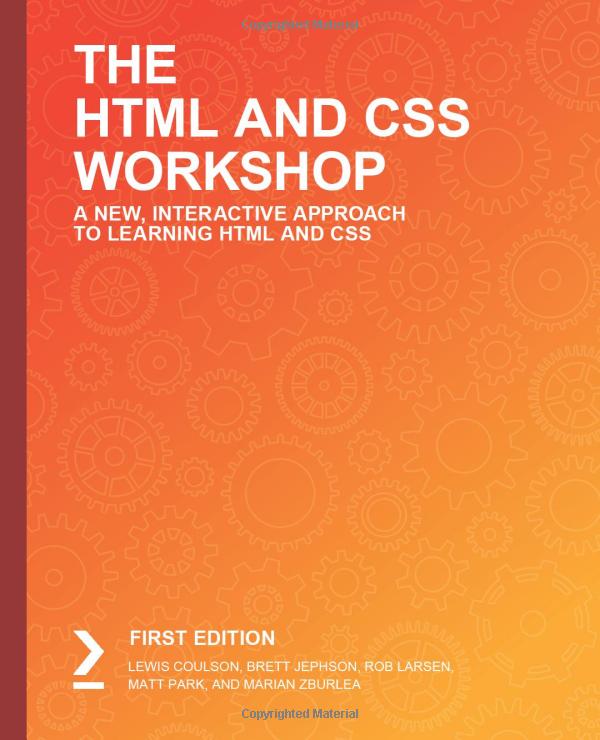 Copyrighted Material
THE
HTML AND CSS
WORKSHOP
A NEW, INTERACTIVE APPROACH
TO LEARNING HTML AND CSS
FIRST EDITION
LEWIS COULSON, BRETT JEPHSON, ROB LARSEN,
MATT PARK, AND MARIAN ZBURLEA
Copyrighted Material